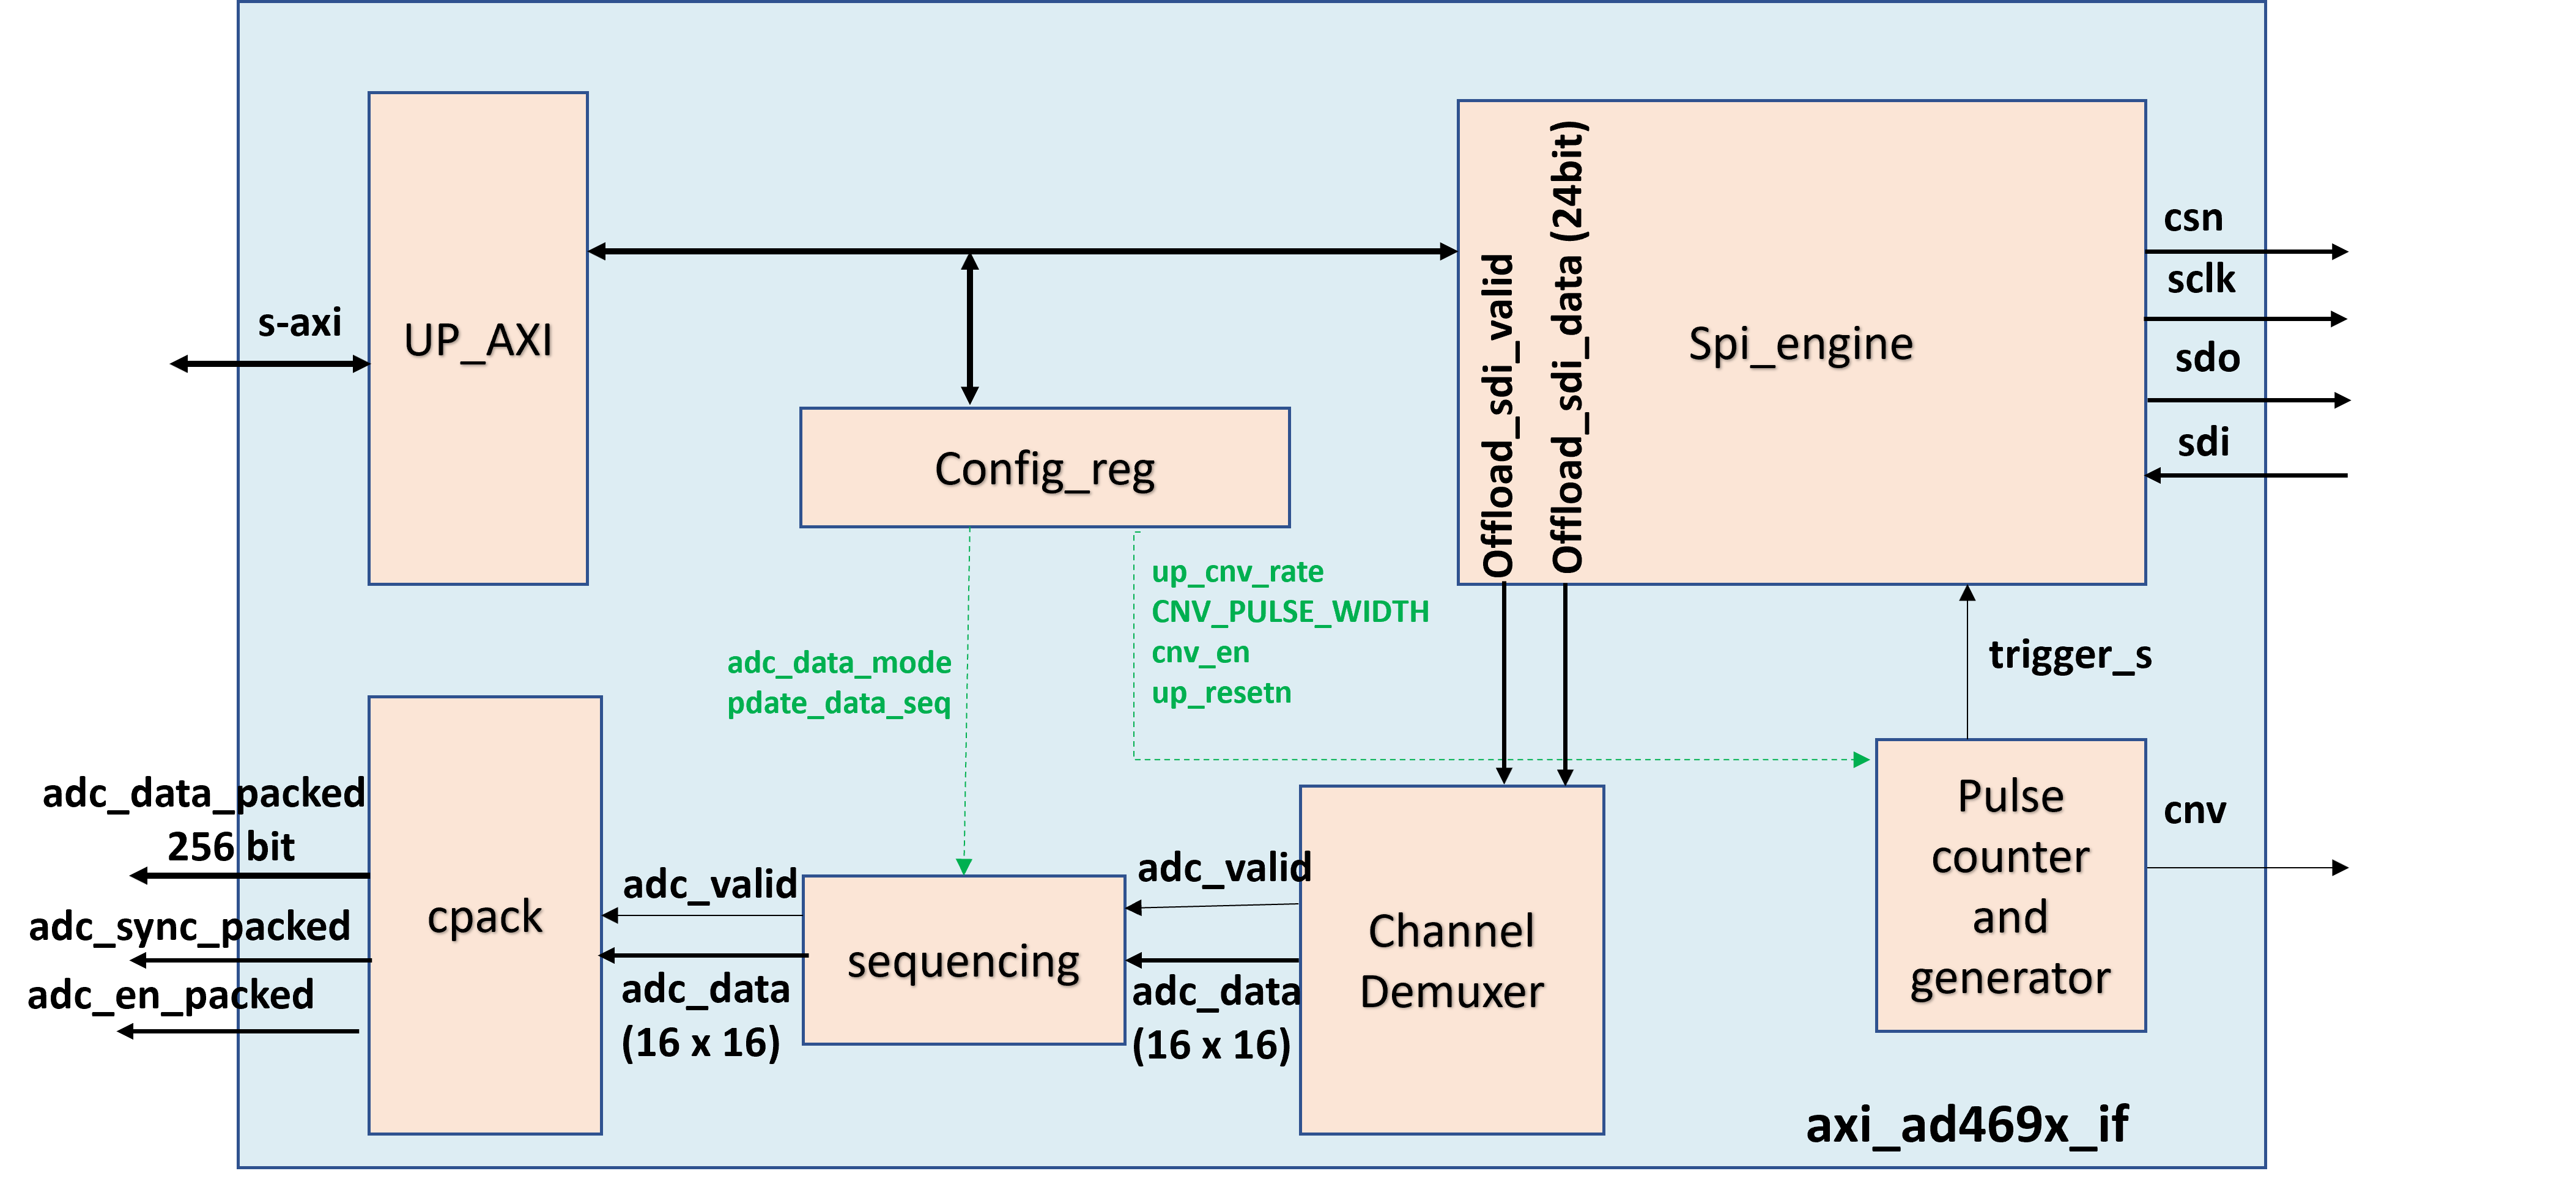 s-axi
UP_AXI
Config_reg
Offload_sdi_valid
Offload_sdi_data (24bit)
Spi_engine
csn
sclk
sdo
sdi
up_cnv_rate
CNV_PULSE_WIDTH
cnv_en
up_resetn
adc_data_mode
pdate_data_seq
trigger_s
adc_data_packed
256 bit
adc_sync_packed
adc_en_packed
cpack
adc_valid
adc_data
(16 x 16)
sequencing
adc_valid
adc_data
(16 x 16)
Channel
Demuxer
Pulse
counter
and
generator
cnv
axi_ad469x_if